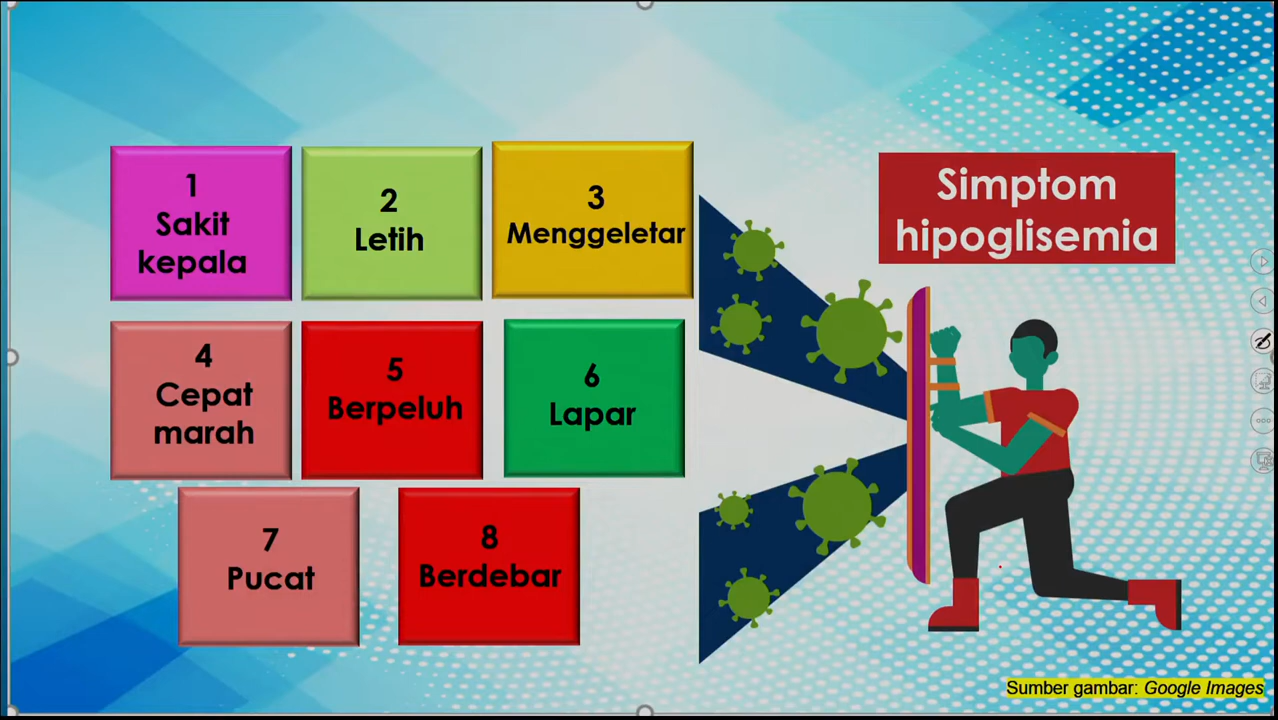 1
Sakit
kepala
2
Letih
3
Menggeletar
Simptom
hipoglisemia
4
Cepat
marah
5
Berpeluh
6
Lapar
7
Pucat
8
Berdebar
Sumber gambar: Google Images